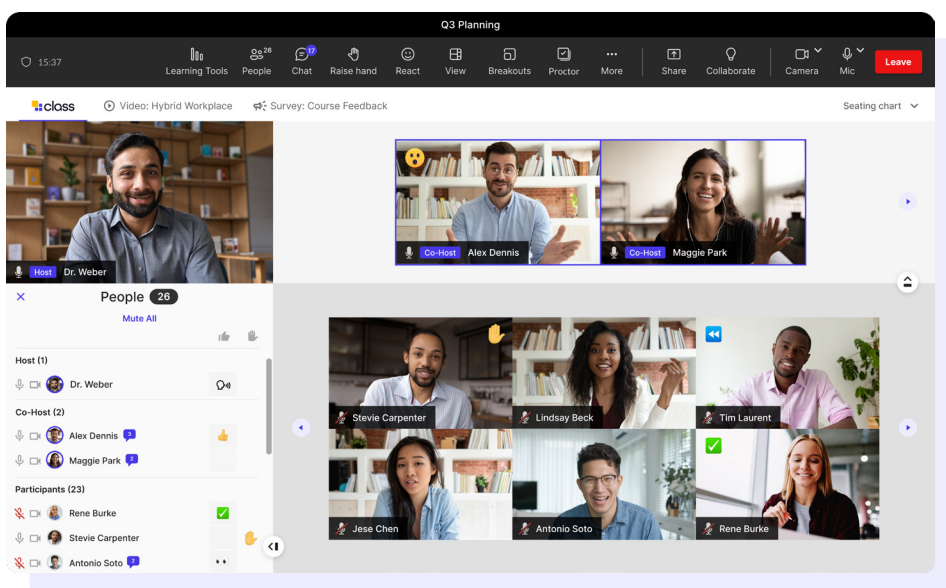 Q3 Planning
15:37
Learning Tools
People 26
Chat 17
Raise hand
React
View
Breakouts
Proctor
More
Share
Collaborate
Camera
Mic
Leave
class
Video: Hybrid Workplace
Survey: Course Feedback
Seating chart
Host Dr. Weber
Co-Host Alex Dennis
Co-Host Maggie Park
People 26
Mute All
Host (1)
Dr. Weber
Co-Host (2)
Alex Dennis 3
Maggie Park 2
Participants (23)
Rene Burke
Stevie Carpenter
Antonio Soto 2
Stevie Carpenter
Lindsay Beck
Tim Laurent
Jese Chen
Antonio Soto
Rene Burke